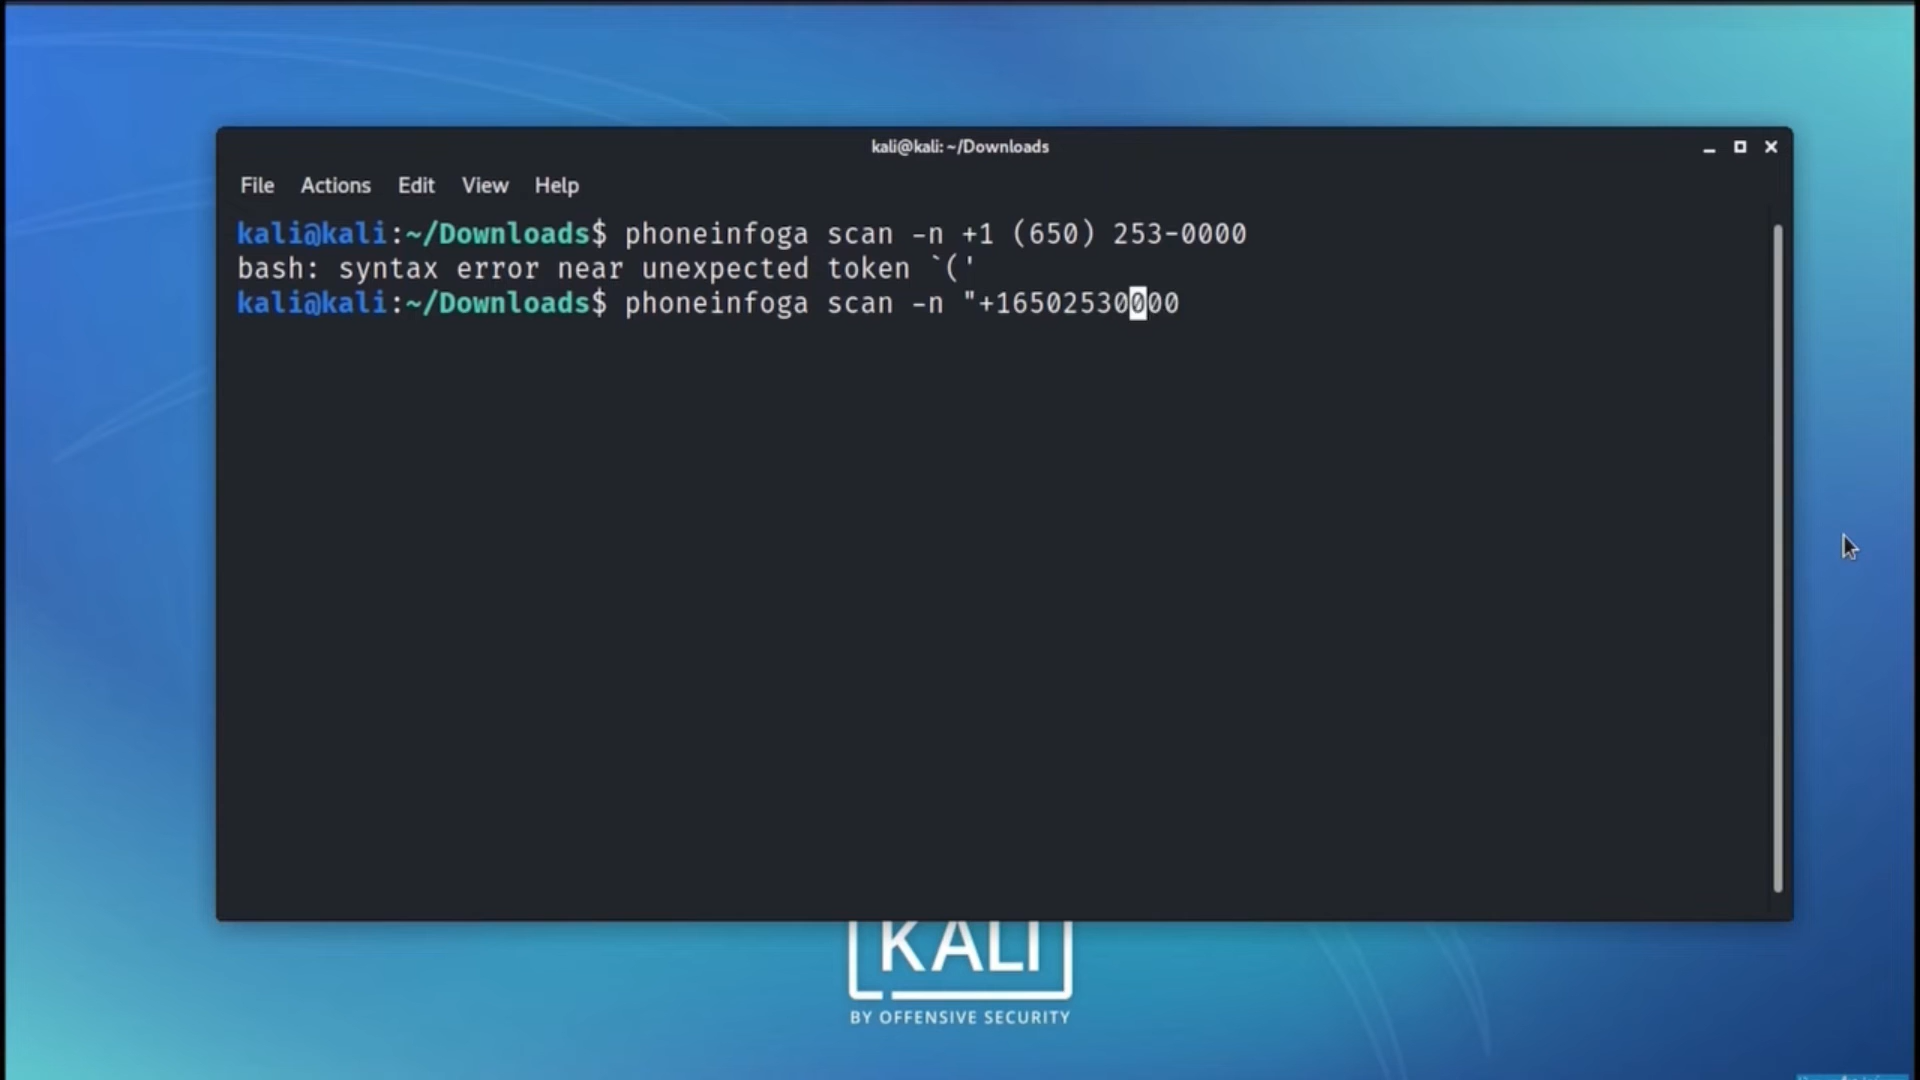 kali@kali: ~/Downloads
File Actions Edit View Help
kali@kali:~/Downloads$ phoneinfoga scan -n +1 (650) 253-0000
bash: syntax error near unexpected token `('
kali@kali:~/Downloads$ phoneinfoga scan -n "+16502530000
KALI
BY OFFENSIVE SECURITY